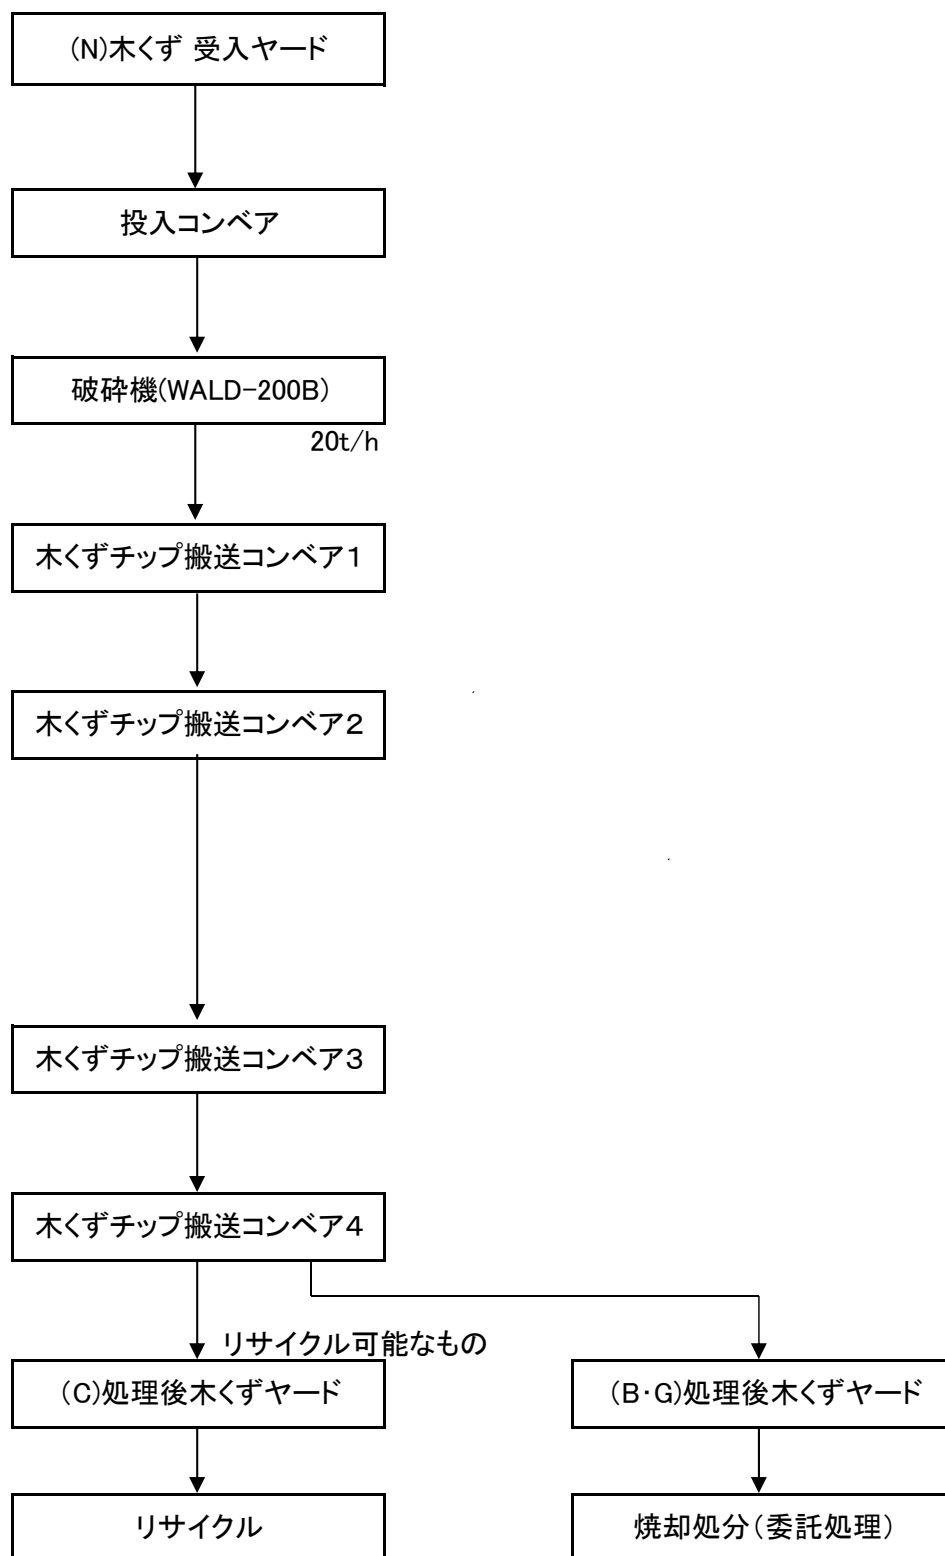 (N)木くず 受入ヤード
投入コンベア
破砕機(WALD-200B)
20t/h
木くずチップ搬送コンベア1
木くずチップ搬送コンベア2
木くずチップ搬送コンベア3
木くずチップ搬送コンベア4
リサイクル可能なもの
(C)処理後木くずヤード
(B・G)処理後木くずヤード
リサイクル
焼却処分(委託処理)